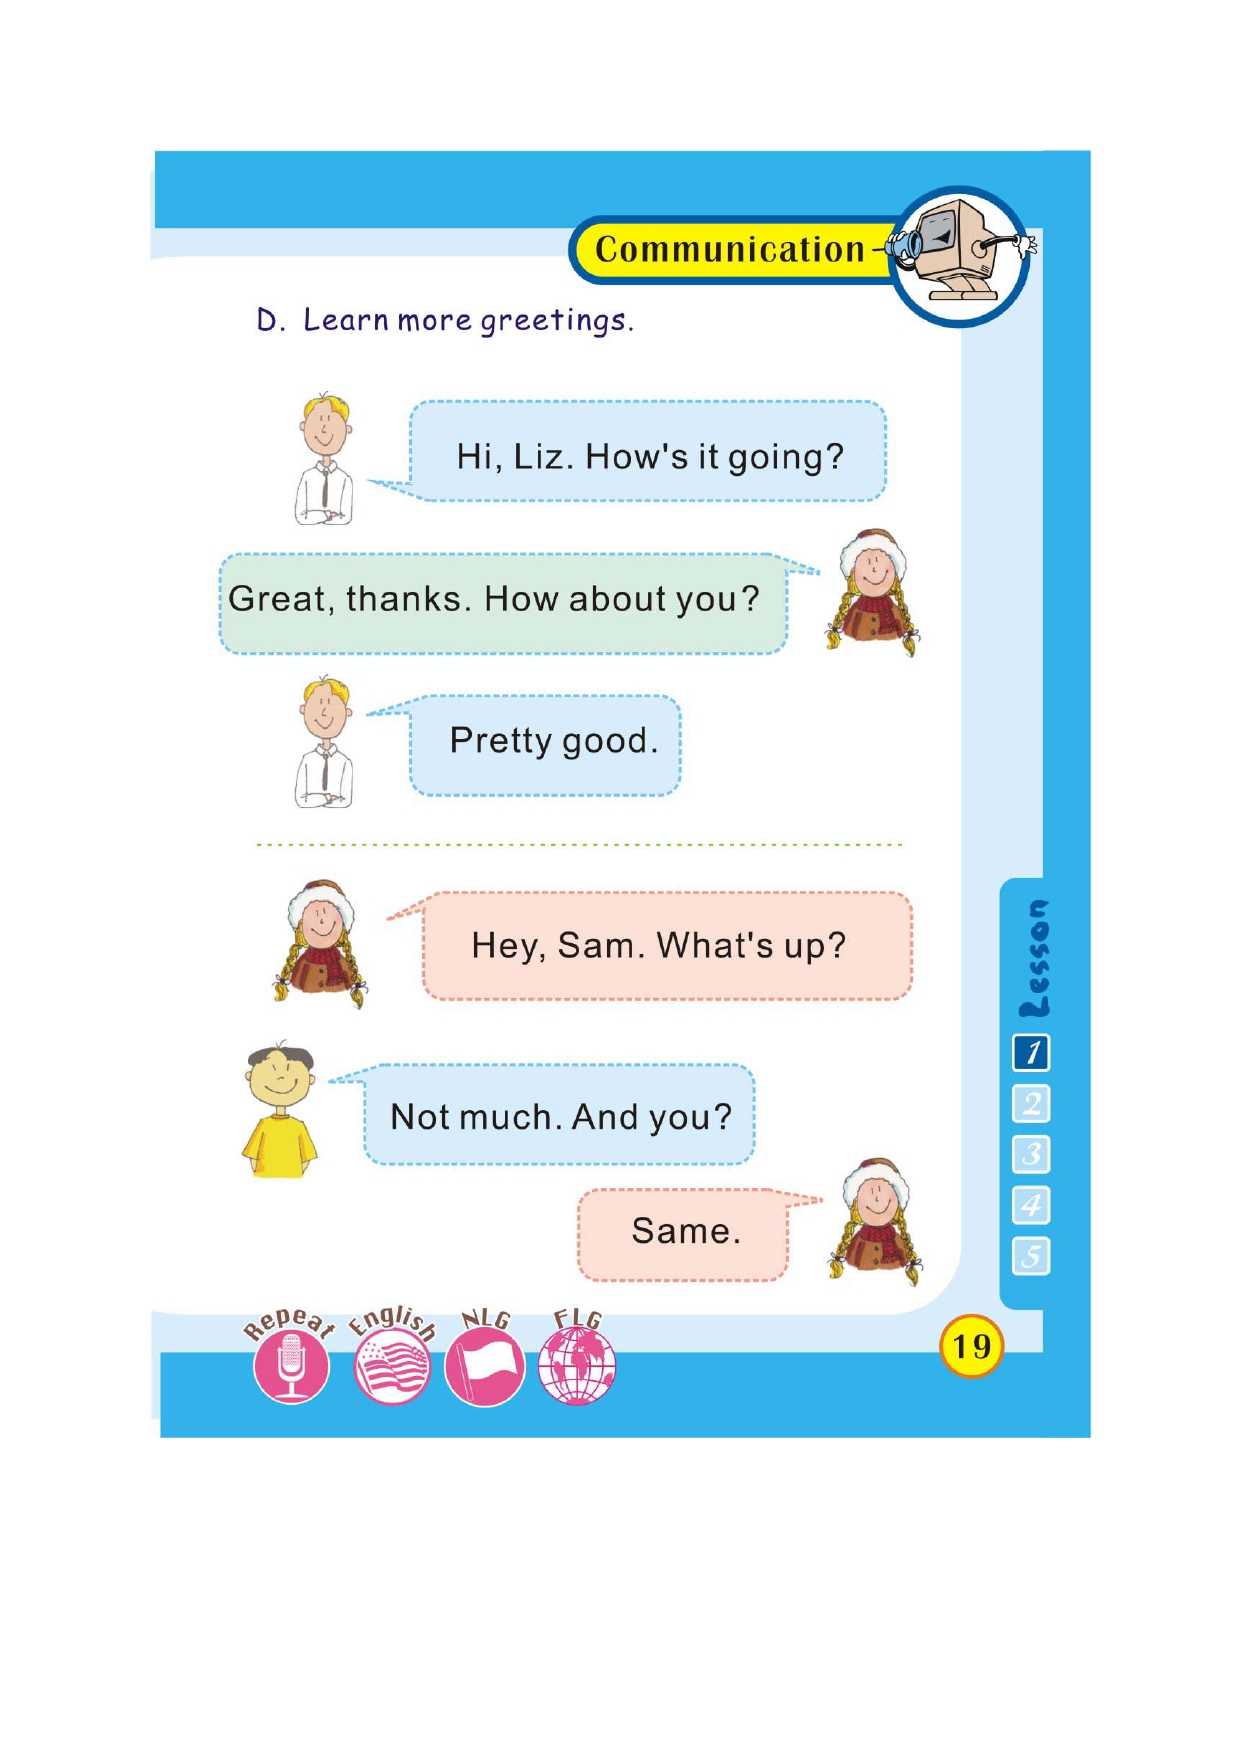 Communication
D. Learn more greetings.
Hi, Liz. How's it going?
Great, thanks. How about you?
Pretty good.
Hey, Sam. What's up?
Not much. And you?
Same.
Lesson
1
2
3
4
5
Repeat English NLG FLG
19